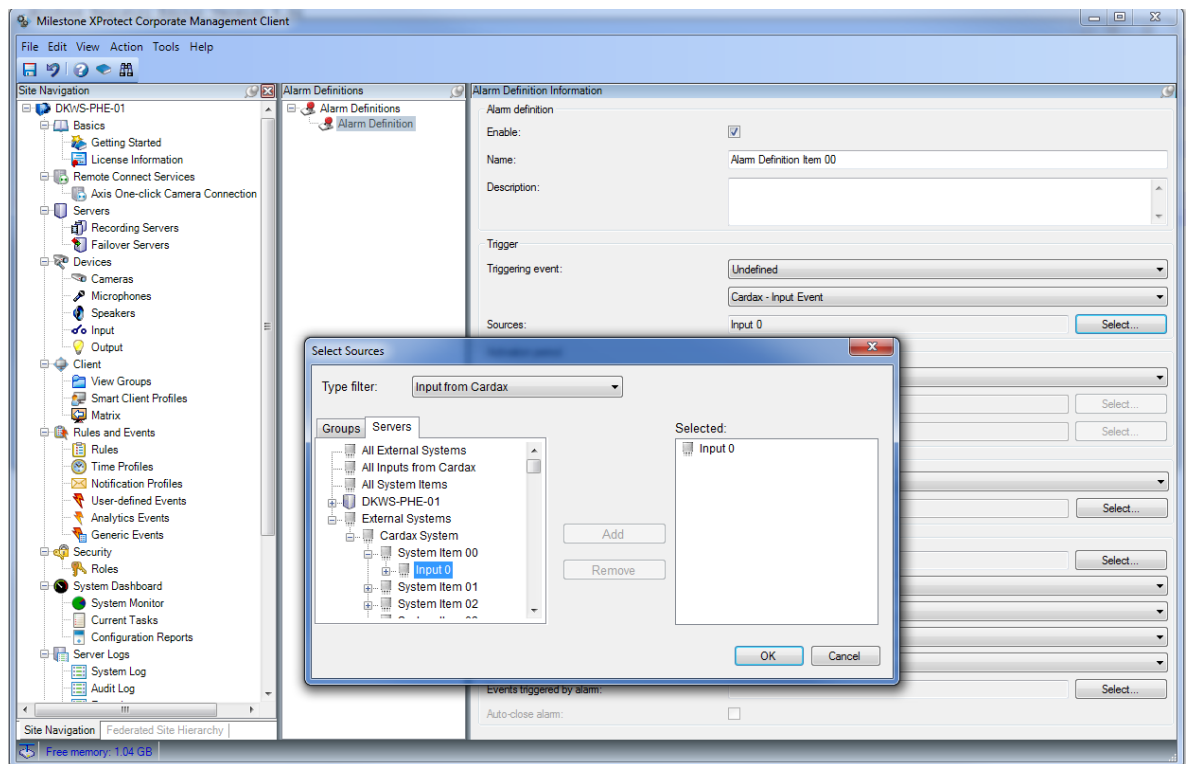 Milestone XProtect Corporate Management Client
File Edit View Action Tools Help
Site Navigation
DKWS-PHE-01
Basics
Getting Started
License Information
Remote Connect Services
Axis One-click Camera Connection
Servers
Recording Servers
Failover Servers
Devices
Cameras
Microphones
Speakers
Input
Output
Client
View Groups
Smart Client Profiles
Matrix
Rules and Events
Rules
Time Profiles
Notification Profiles
User-defined Events
Analytics Events
Generic Events
Security
Roles
System Dashboard
System Monitor
Current Tasks
Configuration Reports
Server Logs
System Log
Audit Log
Site Navigation Federated Site Hierarchy
Free memory: 1.04 GB
Alarm Definitions
Alarm Definitions
Alarm Definition
Alarm Definition Information
Alarm definition
Enable:
Name: Alarm Definition Item 00
Description:
Trigger
Triggering event: Undefined
Cardax - Input Event
Sources: Input 0 Select...
Select...
Select...
Select...
Select...
Events triggered by alarm: Select...
Auto-close alarm:
Select Sources
Type filter: Input from Cardax
Groups Servers
All External Systems
All Inputs from Cardax
All System Items
DKWS-PHE-01
External Systems
Cardax System
System Item 00
Input 0
System Item 01
System Item 02
Add
Remove
Selected:
Input 0
OK Cancel